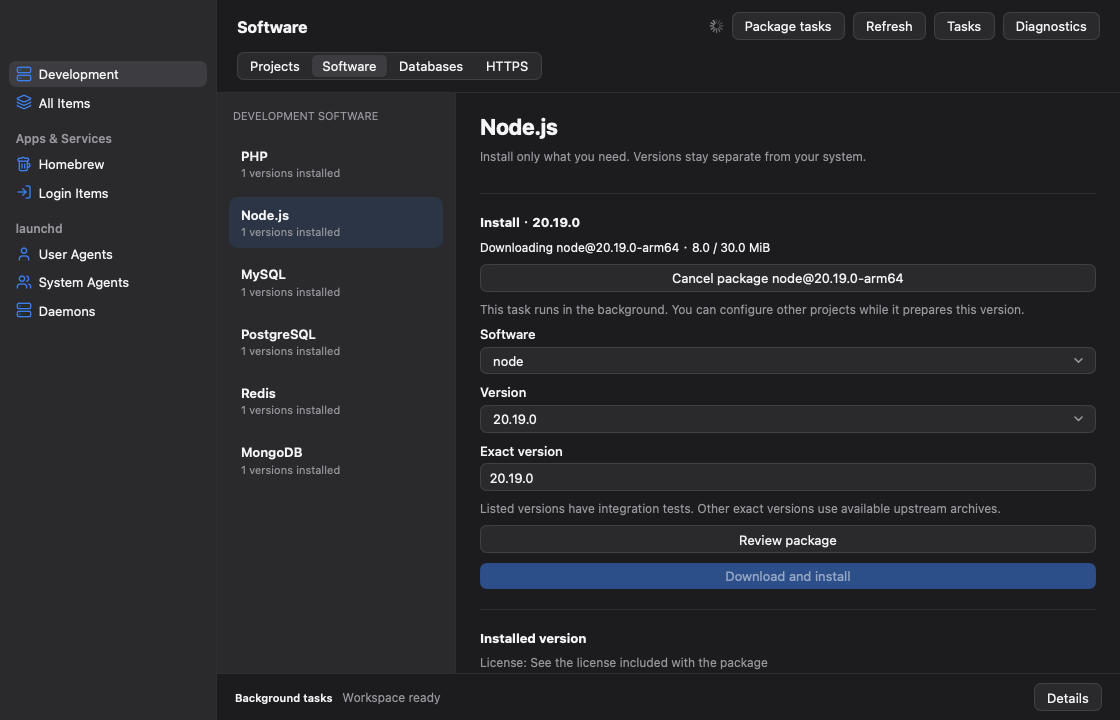 Software
Package tasks
Refresh
Tasks
Diagnostics
Projects
Software
Databases
HTTPS
Development
All Items
Apps & Services
Homebrew
Login Items
launchd
User Agents
System Agents
Daemons
DEVELOPMENT SOFTWARE
PHP
1 versions installed
Node.js
1 versions installed
MySQL
1 versions installed
PostgreSQL
1 versions installed
Redis
1 versions installed
MongoDB
1 versions installed
Node.js
Install only what you need. Versions stay separate from your system.
Install · 20.19.0
Downloading node@20.19.0-arm64 · 8.0 / 30.0 MiB
Cancel package node@20.19.0-arm64
This task runs in the background. You can configure other projects while it prepares this version.
Software
node
Version
20.19.0
Exact version
20.19.0
Listed versions have integration tests. Other exact versions use available upstream archives.
Review package
Download and install
Installed version
License: See the license included with the package
Background tasks Workspace ready
Details